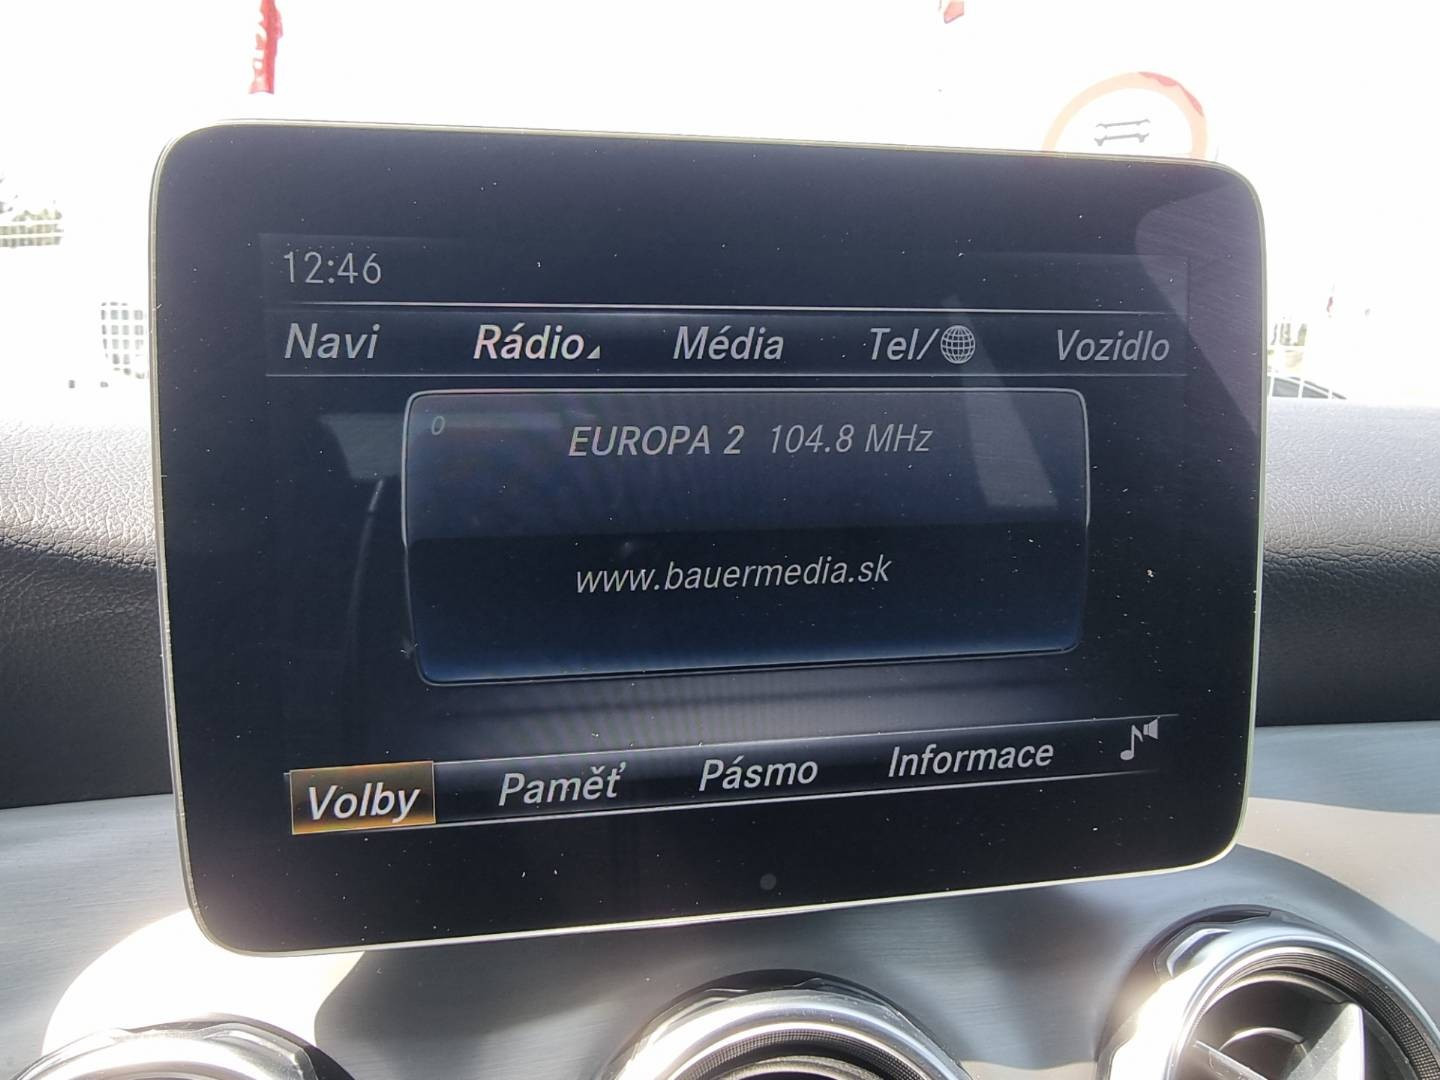 12:46
Navi Rádio Média Tel/ Vozidlo
0 EUROPA 2 104.8 MHz
www.bauermedia.sk
Volby Paměť Pásmo Informace